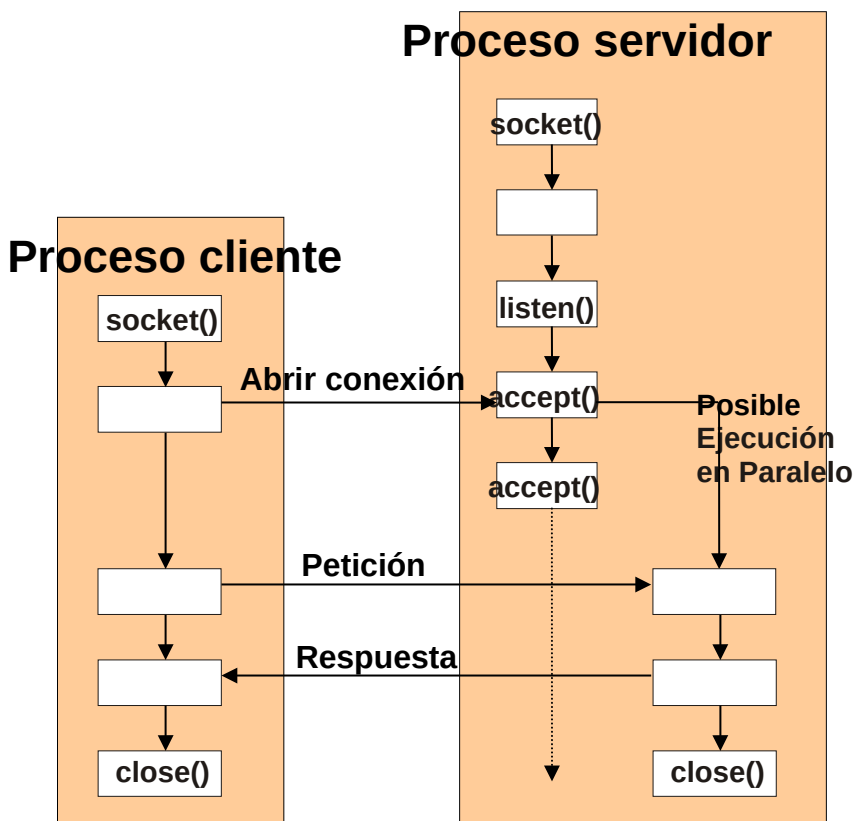 Proceso servidor
socket()
listen()
Proceso cliente
socket()
Abrir conexión
accept()
Posible
Ejecución
en Paralelo
accept()
Petición
Respuesta
close()
close()